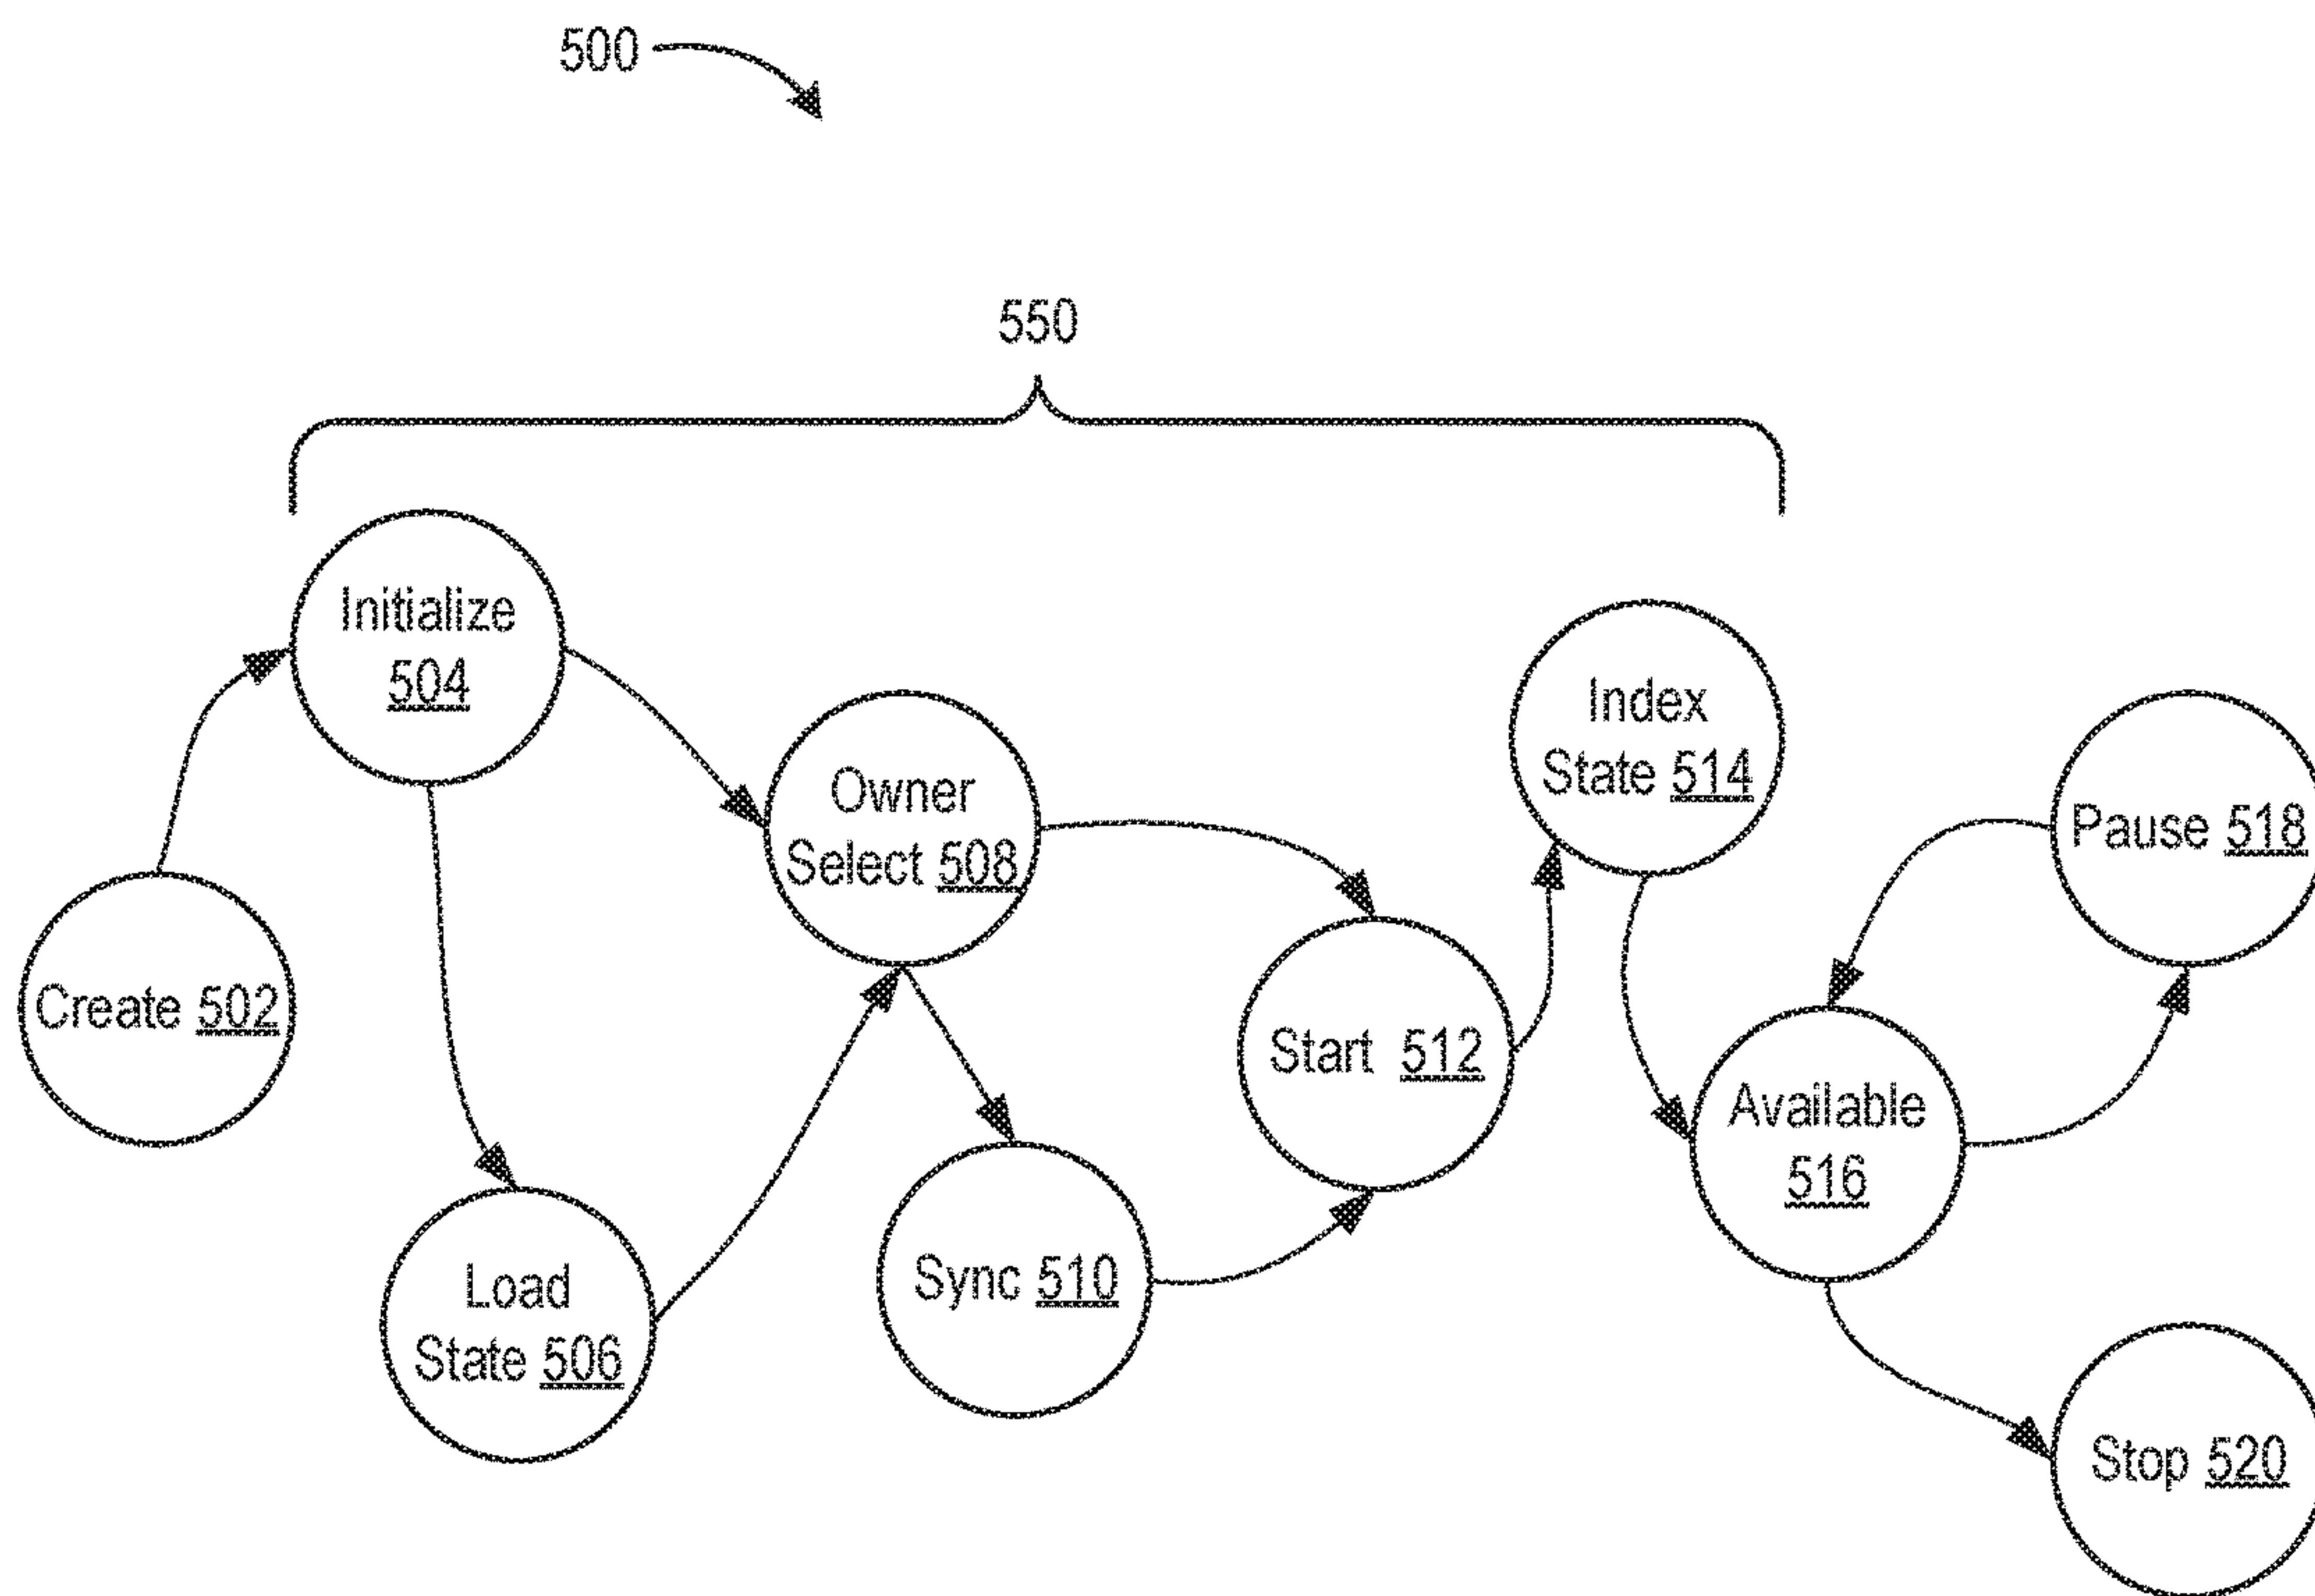 500
550
Initialize
504
Index
State 514
Owner
Select 508
Pause 518
Create 502
Start 512
Available
516
Sync 510
Load
State 506
Stop 520